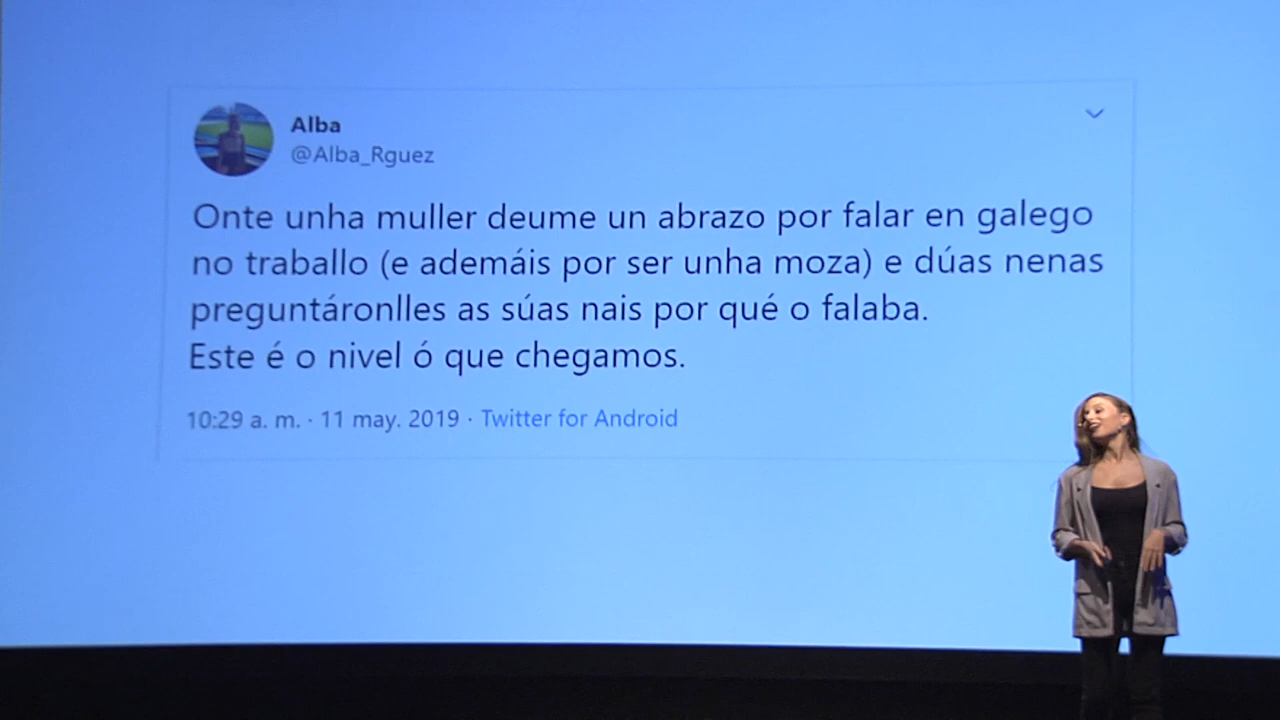 Alba
@Alba_Rguez
Onte unha muller deume un abrazo por falar en galego
no traballo (e ademáis por ser unha moza) e dúas nenas
preguntáronlles as súas nais por qué o falaba.
Este é o nivel ó que chegamos.
10:29 a. m. · 11 may. 2019 · Twitter for Android